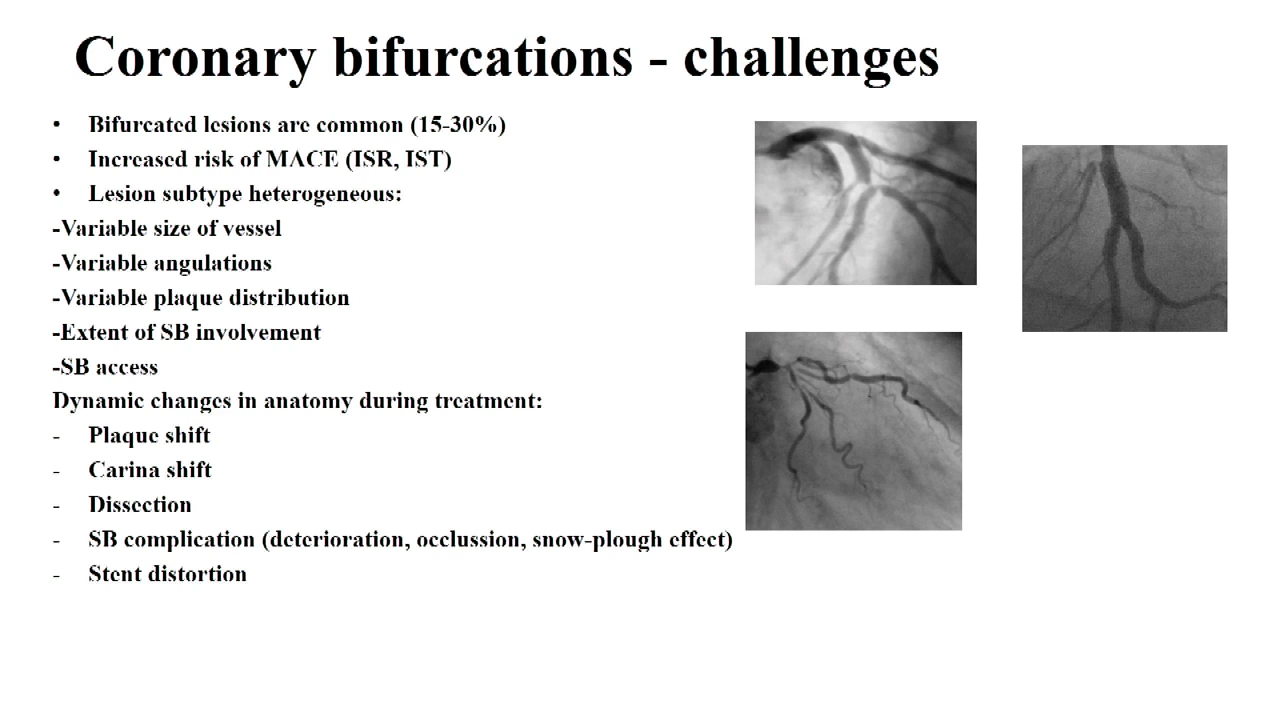 Coronary bifurcations - challenges
• Bifurcated lesions are common (15-30%)
• Increased risk of MACE (ISR, IST)
• Lesion subtype heterogeneous:
-Variable size of vessel
-Variable angulations
-Variable plaque distribution
-Extent of SB involvement
-SB access
Dynamic changes in anatomy during treatment:
- Plaque shift
- Carina shift
- Dissection
- SB complication (deterioration, occlussion, snow-plough effect)
- Stent distortion